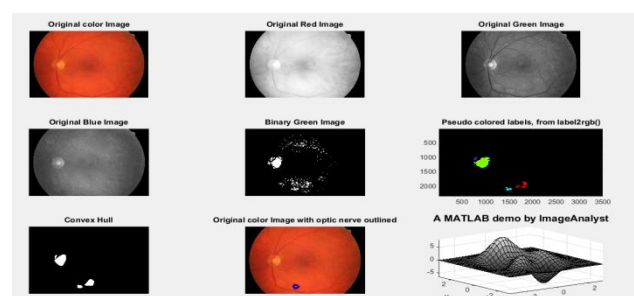 Original color Image
Original Red Image
Original Green Image
Original Blue Image
Binary Green Image
Pseudo colored labels, from label2rgb()
500
1000
1500
2000
500 1000 1500 2000 2500 3000 3500
Convex Hull
Original color Image with optic nerve outlined
A MATLAB demo by ImageAnalyst
5
0
-5
2
0
0
2